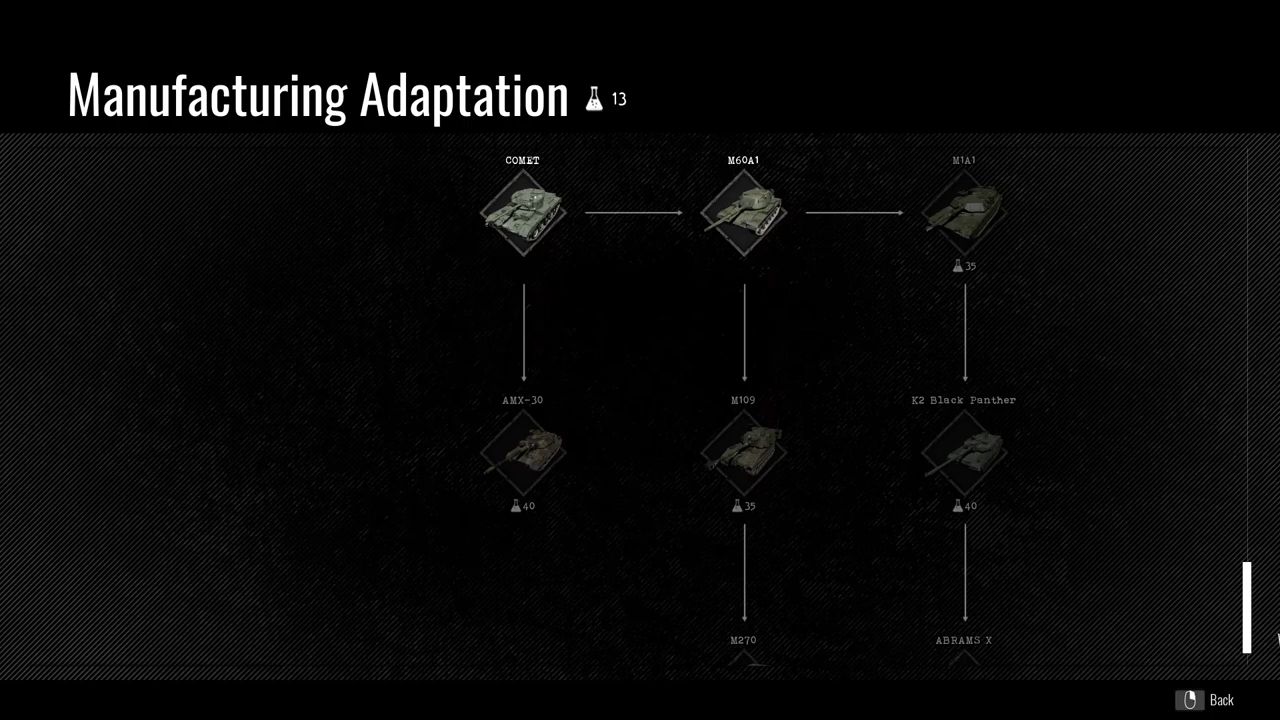 Manufacturing Adaptation 13
COMET M60A1 M1A1
35
AMX-30 M109 K2 Black Panther
40 35 40
M270 ABRAMS X
Back